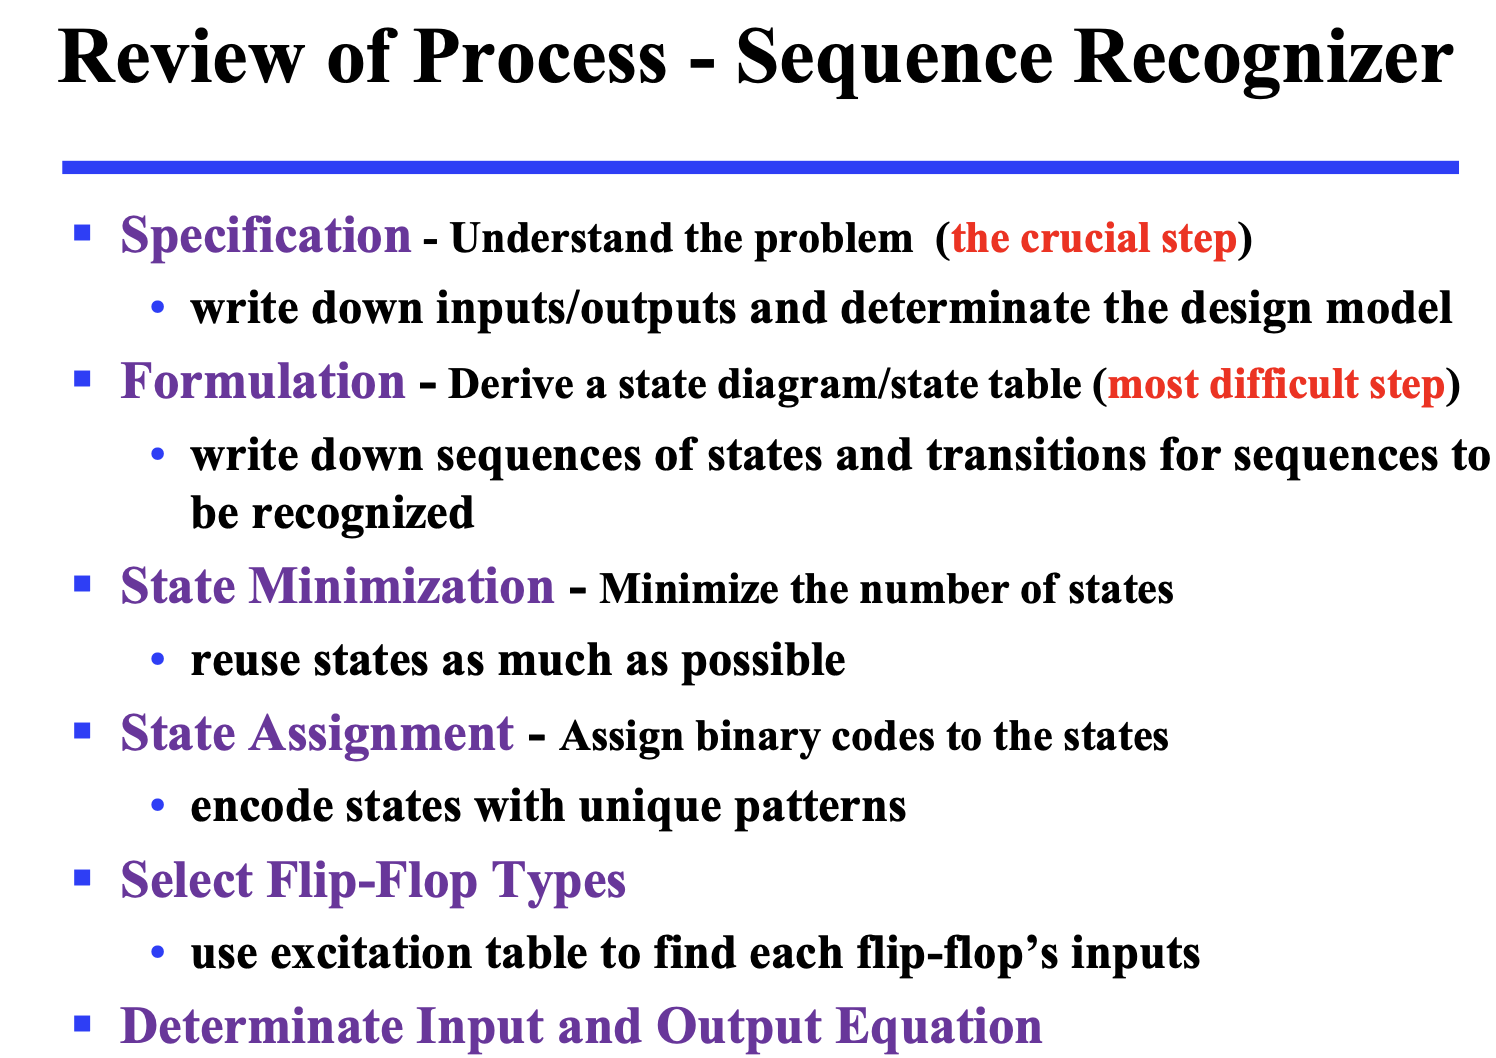 Review of Process - Sequence Recognizer
▪ Specification - Understand the problem (the crucial step)
• write down inputs/outputs and determinate the design model
▪ Formulation - Derive a state diagram/state table (most difficult step)
• write down sequences of states and transitions for sequences to
be recognized
▪ State Minimization - Minimize the number of states
• reuse states as much as possible
▪ State Assignment - Assign binary codes to the states
• encode states with unique patterns
▪ Select Flip-Flop Types
• use excitation table to find each flip-flop’s inputs
▪ Determinate Input and Output Equation